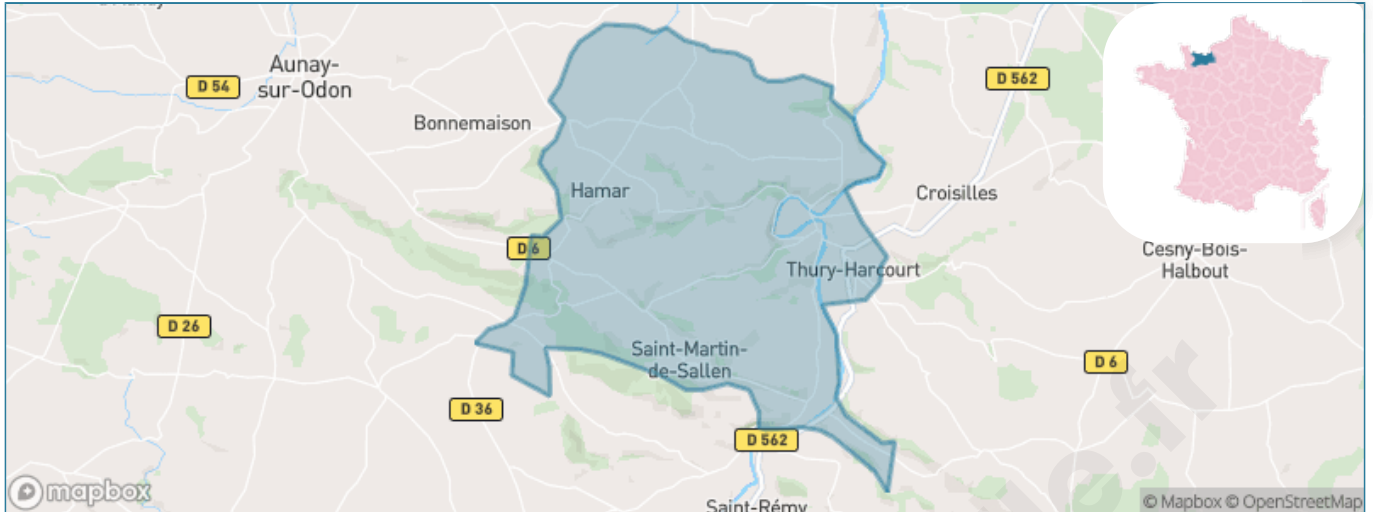 Aunay-
sur-Odon
D 54
D 562
Bonnemaison
Hamar
Croisilles
D 6
Cesny-Bois-
Halbout
Thury-Harcourt
D 26
Saint-Martin-
de-Sallen
D 6
D 36
D 562
mapbox
© Mapbox © OpenStreetMap
Saint-Rémy